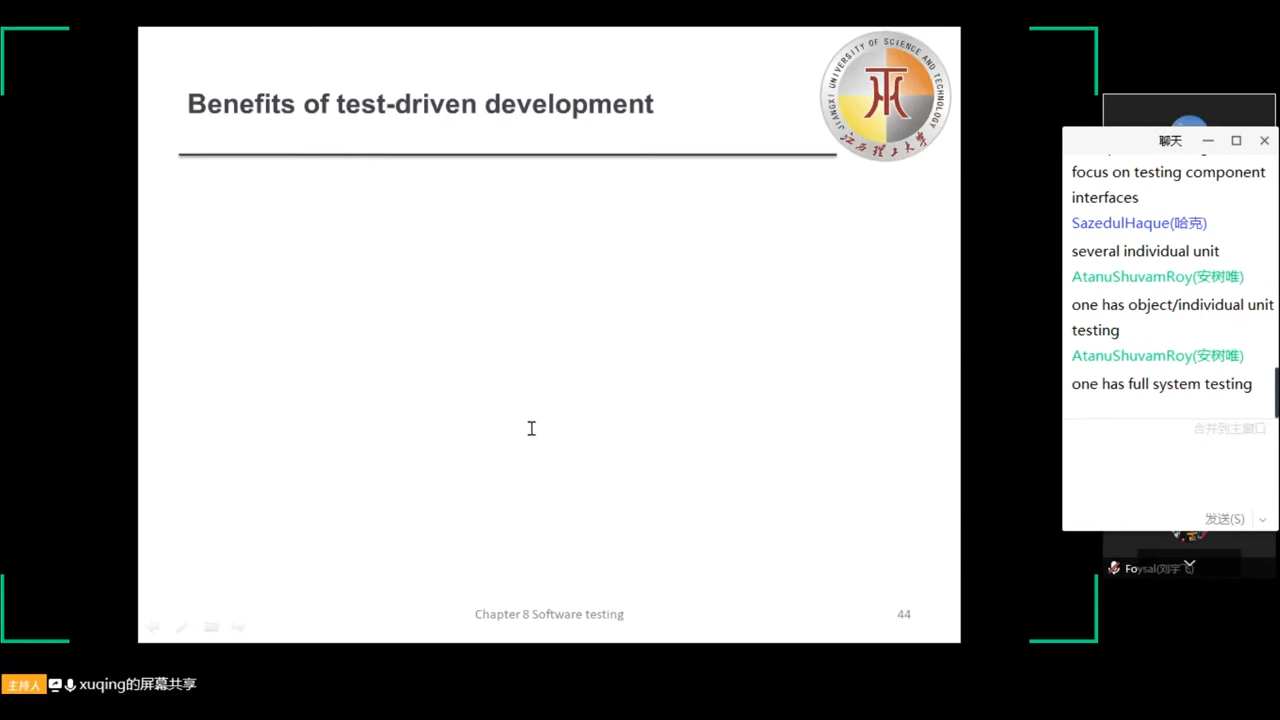 Benefits of test-driven development
JIANGXI UNIVERSITY OF SCIENCE AND TECHNOLOGY
江西理工大学
Chapter 8 Software testing
44
聊天
focus on testing component
interfaces
SazedulHaque(哈克)
several individual unit
AtanuShuvamRoy(安树唯)
one has object/individual unit
testing
AtanuShuvamRoy(安树唯)
one has full system testing
合并到主窗口
发送(S)
Foysal(刘宇
主持人
xuqing的屏幕共享